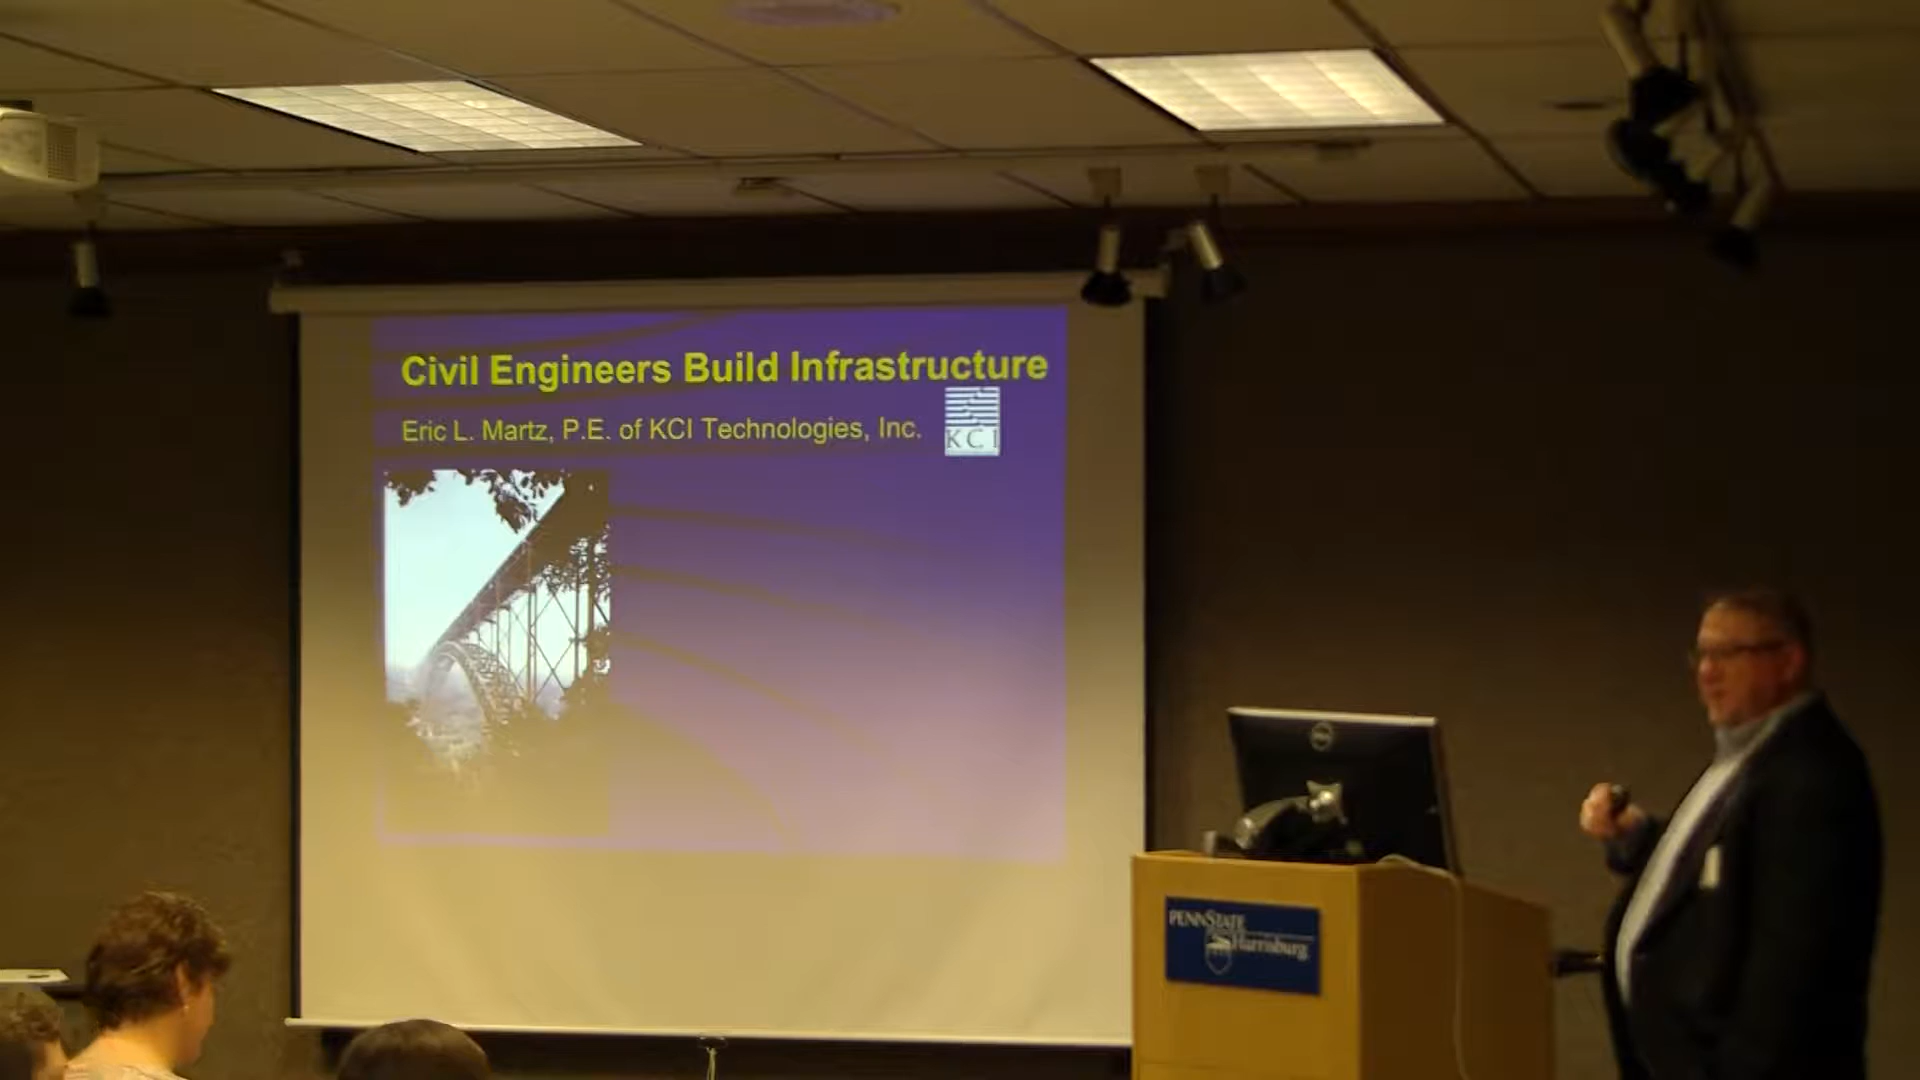 Civil Engineers Build Infrastructure
Eric L. Martz, P.E. of KCI Technologies, Inc.
KCI
PENNSTATE
Harrisburg